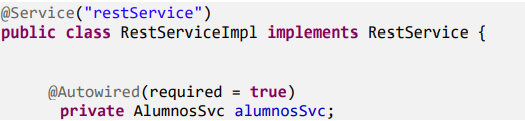 @Service("restService")
public class RestServiceImpl implements RestService {
@Autowired(required = true)
private AlumnosSvc alumnosSvc;